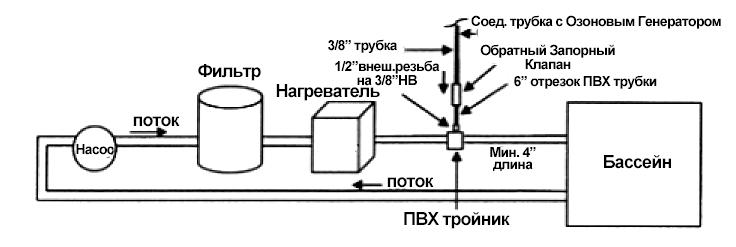 Соед. трубка с Озоновым Генератором
3/8” трубка
Обратный Запорный
Клапан
1/2”внеш.резьба
на 3/8”НВ
6” отрезок ПВХ трубки
Фильтр
Нагреватель
поток
Насос
Мин. 4”
длина
Бассейн
поток
ПВХ тройник